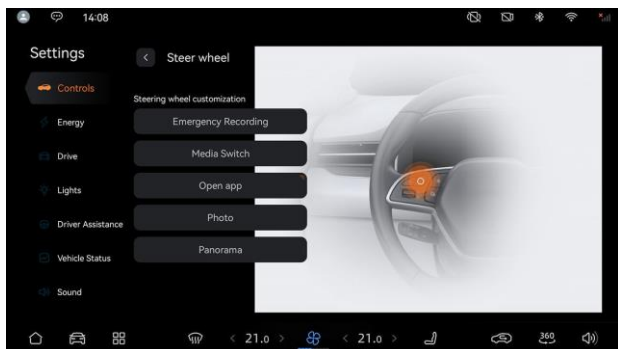 14:08
Settings
Steer wheel
Controls
Steering wheel customization
Energy
Emergency Recording
Drive
Media Switch
Lights
Open app
Driver Assistance
Photo
Vehicle Status
Panorama
Sound
< 21.0 >
< 21.0 >
360